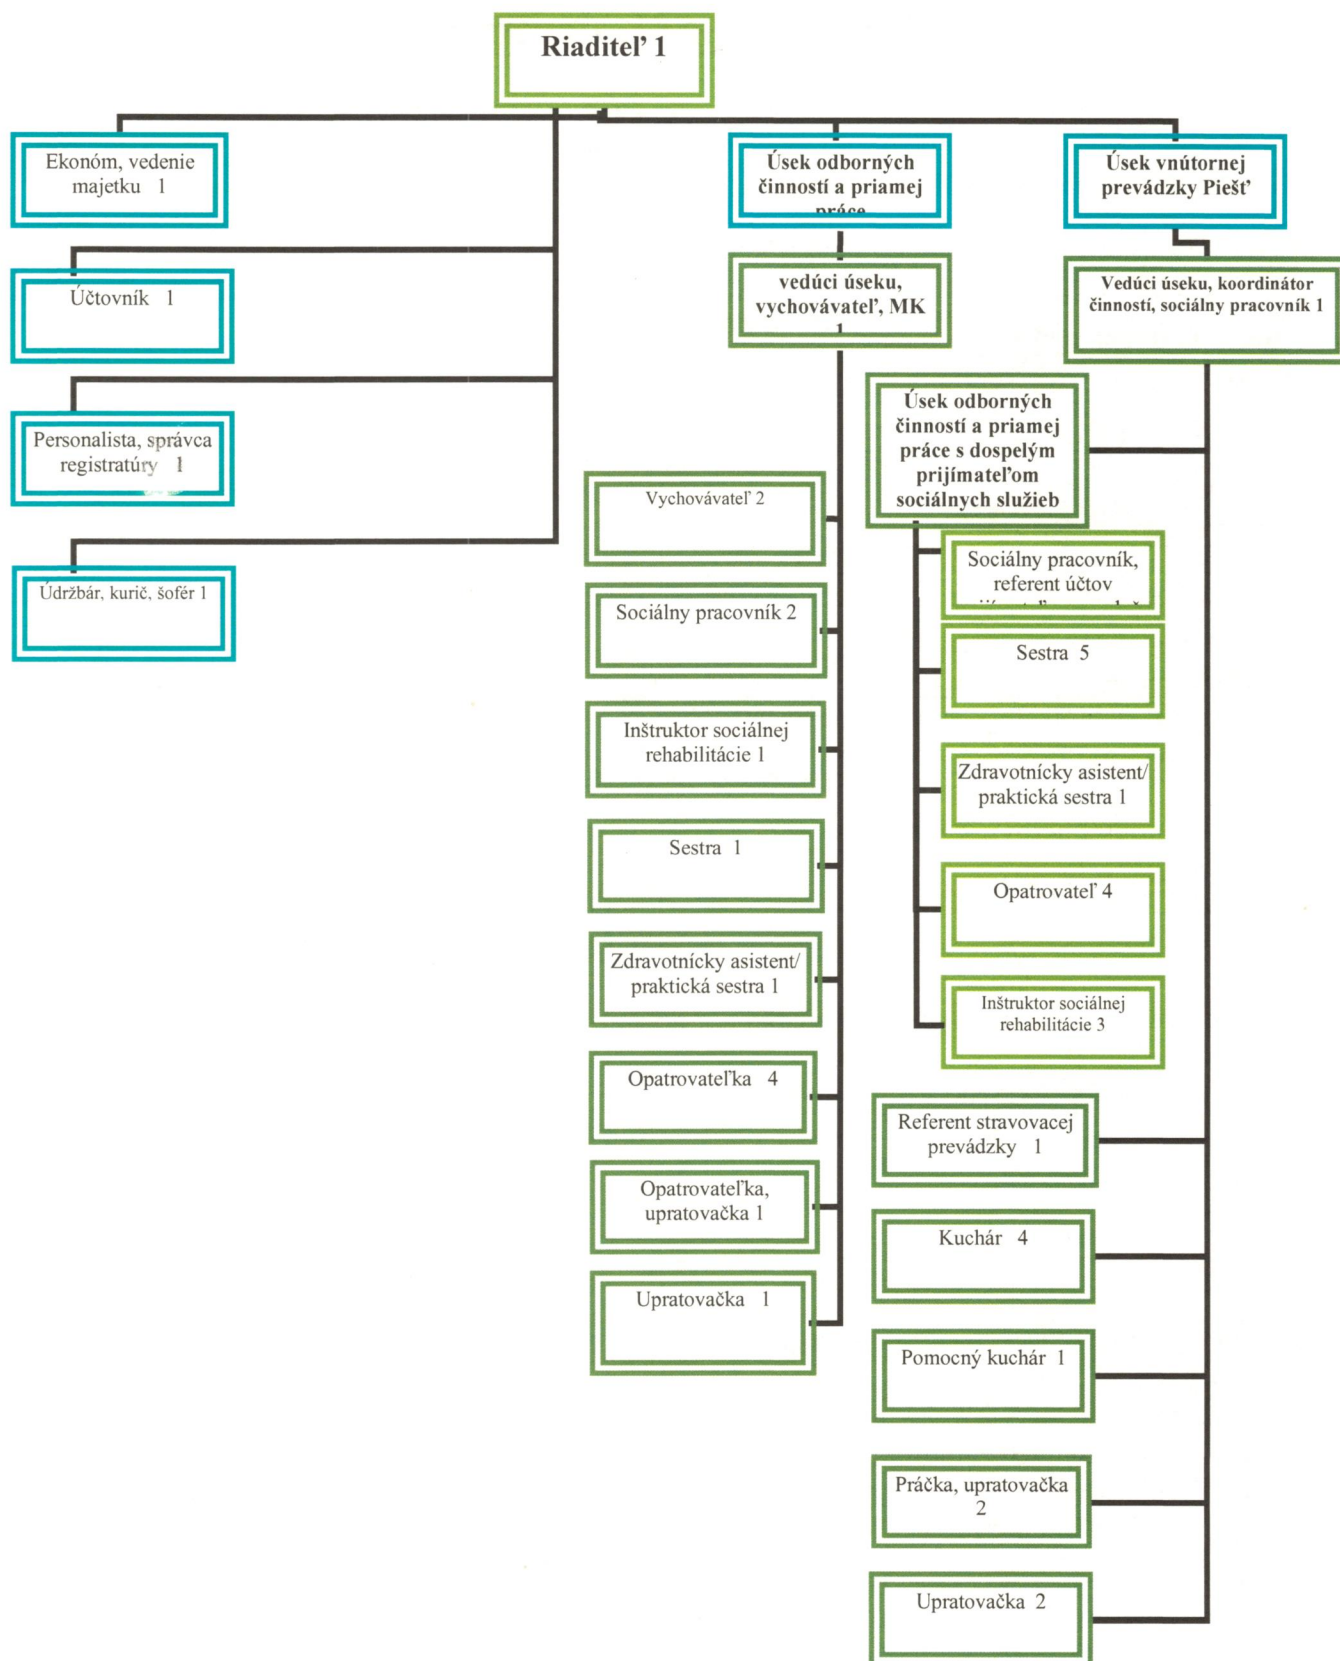 Riaditeľ 1
Ekonóm, vedenie
majetku 1
Účtovník 1
Personalista, správca
registratúry 1
Údržbár, kurič, šofér 1
Úsek odborných
činností a priamej
práce
vedúci úseku,
vychovávateľ, MK
1
Vychovávateľ 2
Sociálny pracovník 2
Inštruktor sociálnej
rehabilitácie 1
Sestra 1
Zdravotnícky asistent/
praktická sestra 1
Opatrovateľka 4
Opatrovateľka,
upratovačka 1
Upratovačka 1
Úsek vnútornej
prevádzky Piešť
Vedúci úseku, koordinátor
činností, sociálny pracovník 1
Úsek odborných
činností a priamej
práce s dospelým
prijímateľom
sociálnych služieb
Sociálny pracovník,
referent účtov
Sestra 5
Zdravotnícky asistent/
praktická sestra 1
Opatrovateľ 4
Inštruktor sociálnej
rehabilitácie 3
Referent stravovacej
prevádzky 1
Kuchár 4
Pomocný kuchár 1
Práčka, upratovačka
2
Upratovačka 2